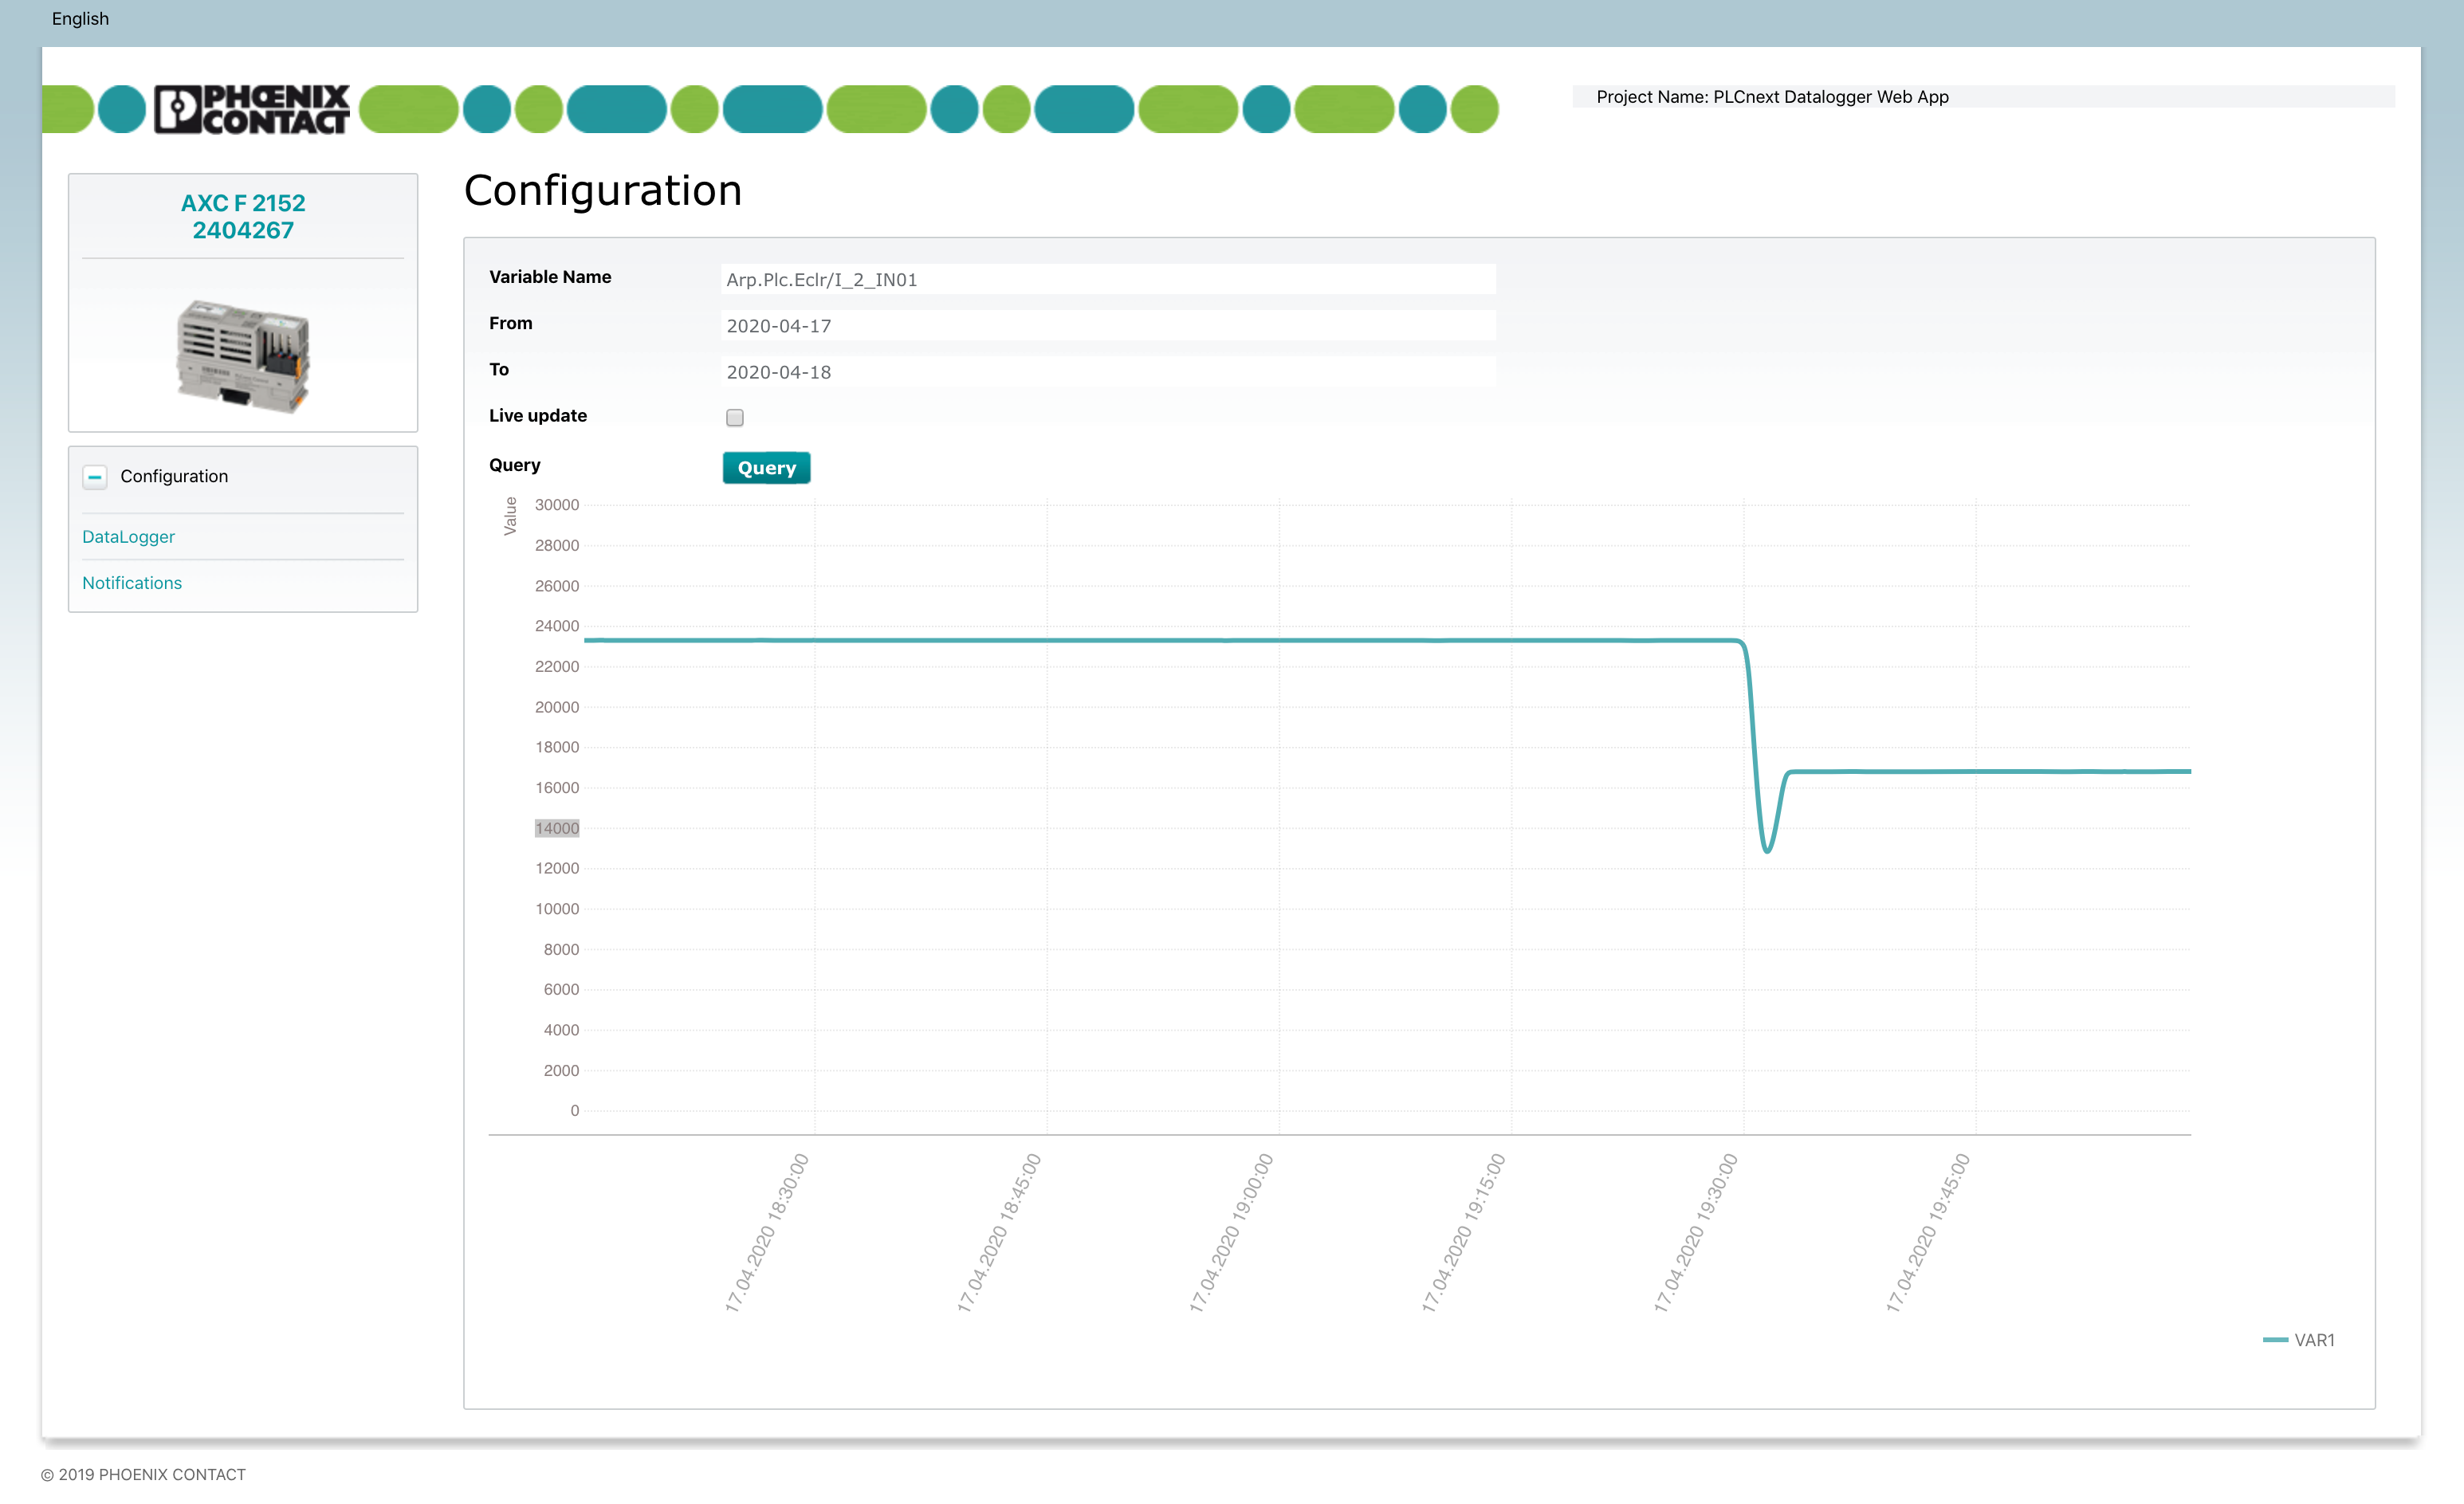 English
PHŒNIX
CONTACT
Project Name: PLCnext Datalogger Web App
AXC F 2152
2404267
Configuration
DataLogger
Notifications
Configuration
Variable Name
Arp.Plc.Eclr/I_2_IN01
From
2020-04-17
To
2020-04-18
Live update
Query
Query
Value
30000
28000
26000
24000
22000
20000
18000
16000
14000
12000
10000
8000
6000
4000
2000
0
17.04.2020 18:30:00
17.04.2020 18:45:00
17.04.2020 19:00:00
17.04.2020 19:15:00
17.04.2020 19:30:00
17.04.2020 19:45:00
VAR1
© 2019 PHOENIX CONTACT